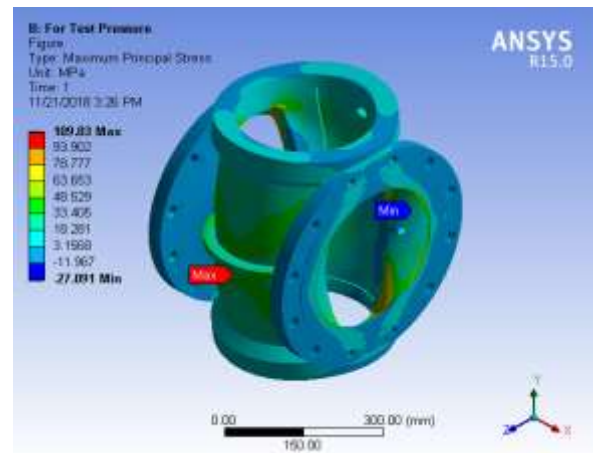 B: For Test Pressure
Figure
Type: Maximum Principal Stress
Unit: MPa
Time: 1
11/21/2018 3:26 PM
109.03 Max
93.902
78.777
63.653
48.529
33.405
18.281
3.1568
-11.967
-27.091 Min
ANSYS
R15.0
Min
Max
0.00
300.00 (mm)
150.00
Y
Z
X